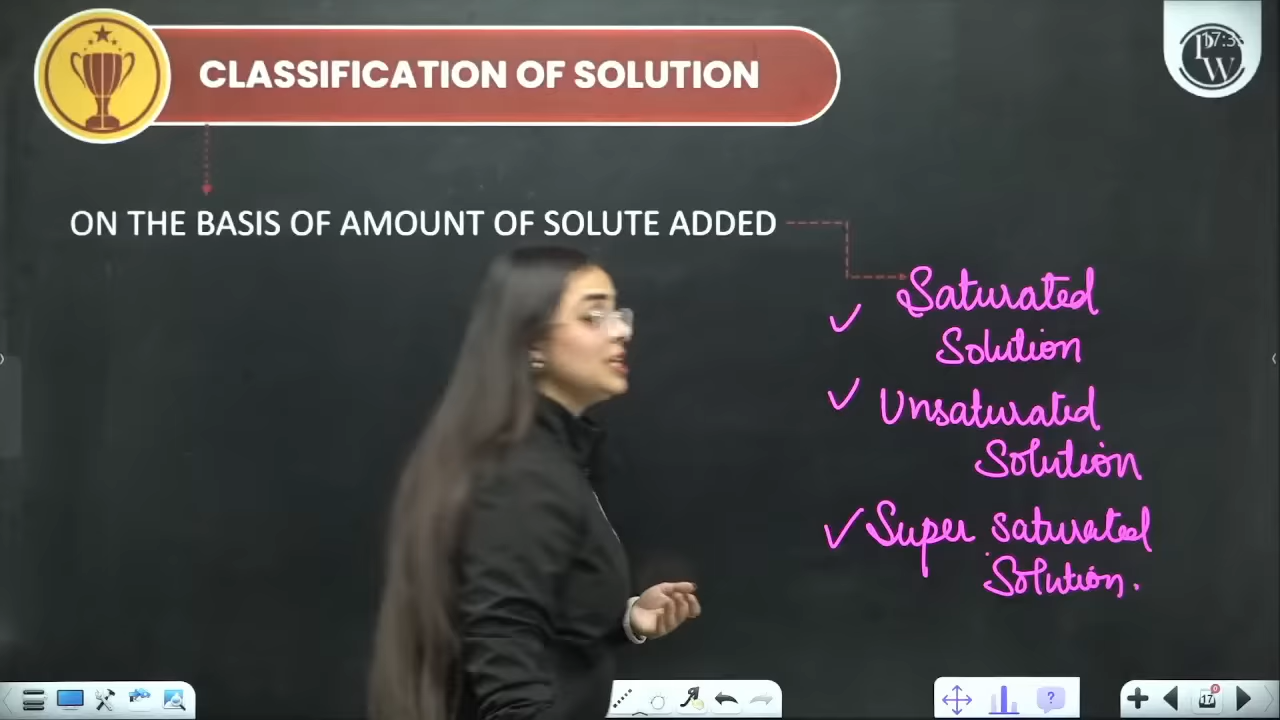 CLASSIFICATION OF SOLUTION
ON THE BASIS OF AMOUNT OF SOLUTE ADDED
Saturated
Solution
Unsaturated
Solution
Super saturated
Solution.